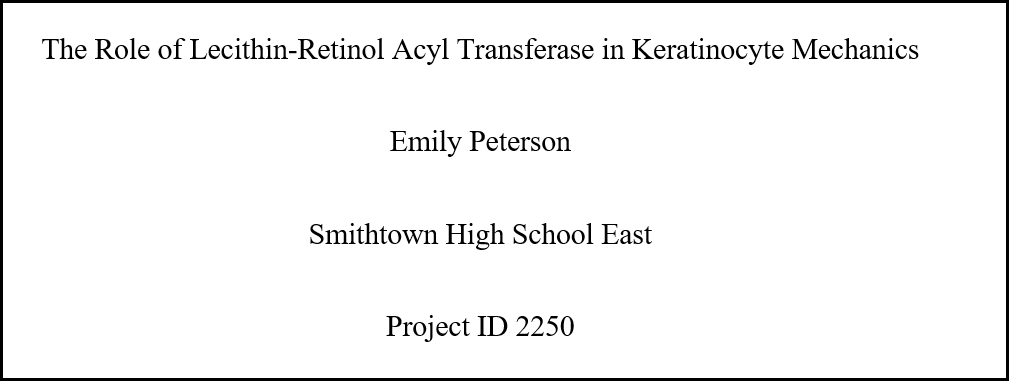 The Role of Lecithin-Retinol Acyl Transferase in Keratinocyte Mechanics
Emily Peterson
Smithtown High School East
Project ID 2250